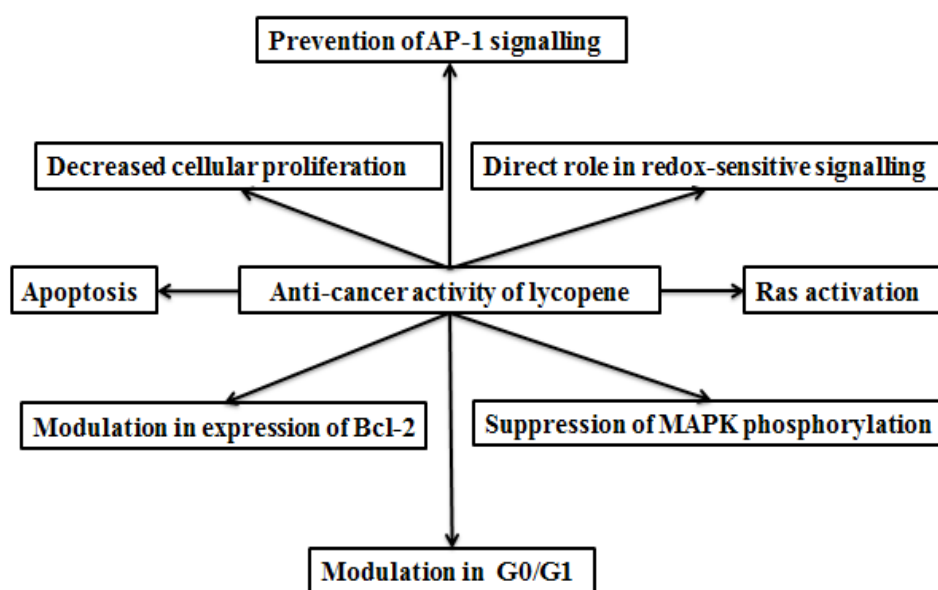 Prevention of AP-1 signalling
Decreased cellular proliferation
Direct role in redox-sensitive signalling
Apoptosis
Anti-cancer activity of lycopene
Ras activation
Modulation in expression of Bcl-2
Suppression of MAPK phosphorylation
Modulation in G0/G1